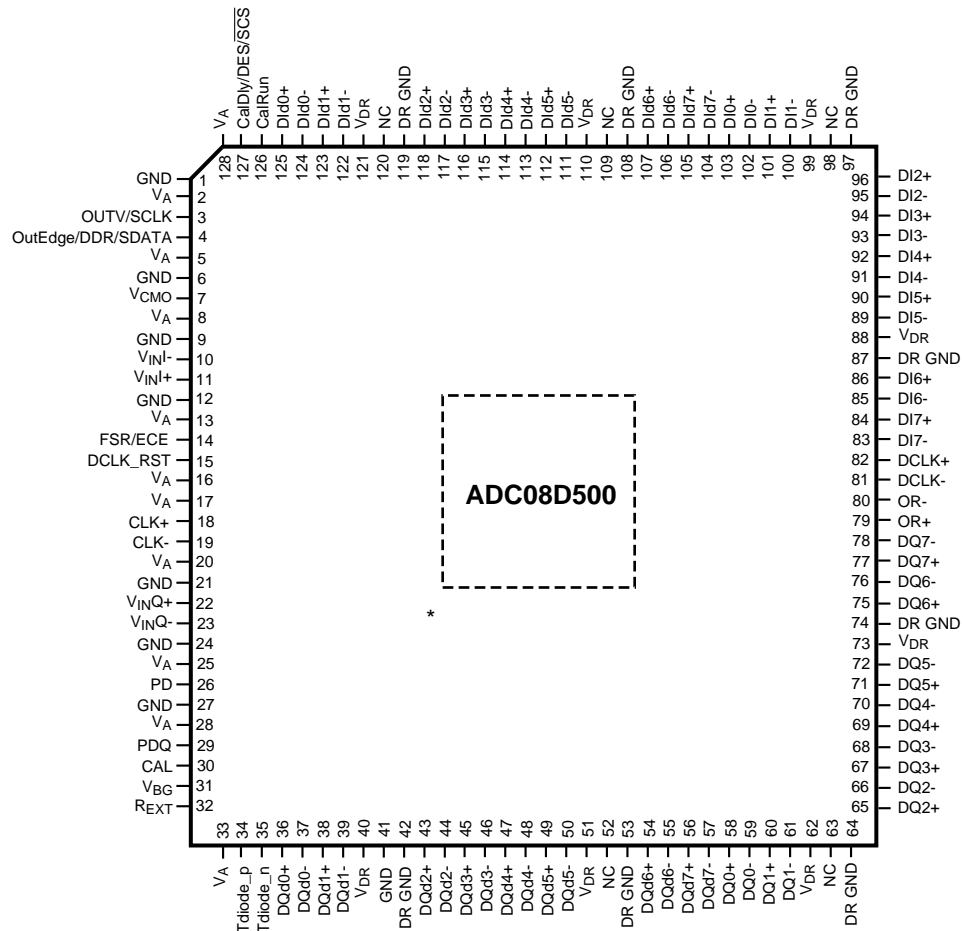 VA
CalDly/DES/SCS
CalRun
DId0+
DId0-
DId1+
DId1-
VDR
NC
DR GND
DId2+
DId2-
DId3+
DId3-
DId4+
DId4-
DId5+
DId5-
VDR
NC
DR GND
DId6+
DId6-
DId7+
DId7-
DI0+
DI0-
DI1+
DI1-
VDR
NC
DR GND
128
127
126
125
124
123
122
121
120
119
118
117
116
115
114
113
112
111
110
109
108
107
106
105
104
103
102
101
100
99
98
97
GND 1
VA 2
OUTV/SCLK 3
OutEdge/DDR/SDATA 4
VA 5
GND 6
VCMO 7
VA 8
GND 9
VINI- 10
VINI+ 11
GND 12
VA 13
FSR/ECE 14
DCLK_RST 15
VA 16
VA 17
CLK+ 18
CLK- 19
VA 20
GND 21
VINQ+ 22
VINQ- 23
GND 24
VA 25
PD 26
GND 27
VA 28
PDQ 29
CAL 30
VBG 31
REXT 32
ADC08D500
*
96 DI2+
95 DI2-
94 DI3+
93 DI3-
92 DI4+
91 DI4-
90 DI5+
89 DI5-
88 VDR
87 DR GND
86 DI6+
85 DI6-
84 DI7+
83 DI7-
82 DCLK+
81 DCLK-
80 OR-
79 OR+
78 DQ7-
77 DQ7+
76 DQ6-
75 DQ6+
74 DR GND
73 VDR
72 DQ5-
71 DQ5+
70 DQ4-
69 DQ4+
68 DQ3-
67 DQ3+
66 DQ2-
65 DQ2+
33
34
35
36
37
38
39
40
41
42
43
44
45
46
47
48
49
50
51
52
53
54
55
56
57
58
59
60
61
62
63
64
VA
Tdiode_p
Tdiode_n
DQd0+
DQd0-
DQd1+
DQd1-
VDR
GND
DR GND
DQd2+
DQd2-
DQd3+
DQd3-
DQd4+
DQd4-
DQd5+
DQd5-
VDR
NC
DR GND
DQd6+
DQd6-
DQd7+
DQd7-
DQ0+
DQ0-
DQ1+
DQ1-
VDR
NC
DR GND